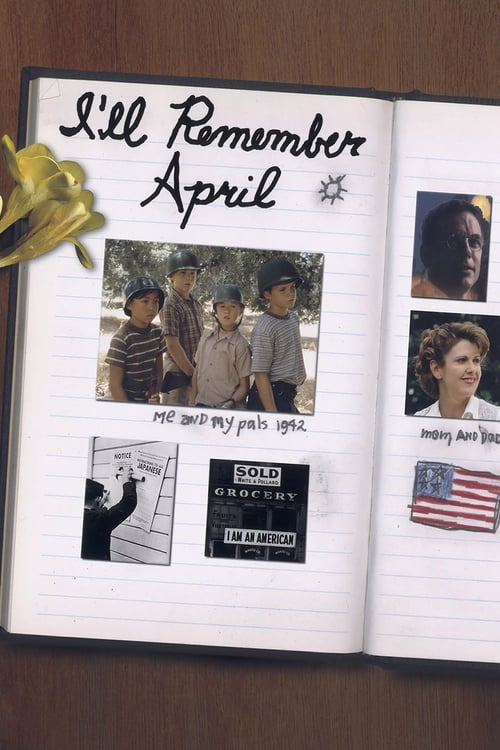 I'll Remember
April
me AND my pals 1942
NOTICE
JAPANESE
SOLD
WHITE & POLLARD
GROCERY
I AM AN AMERICAN
mom AND DAD